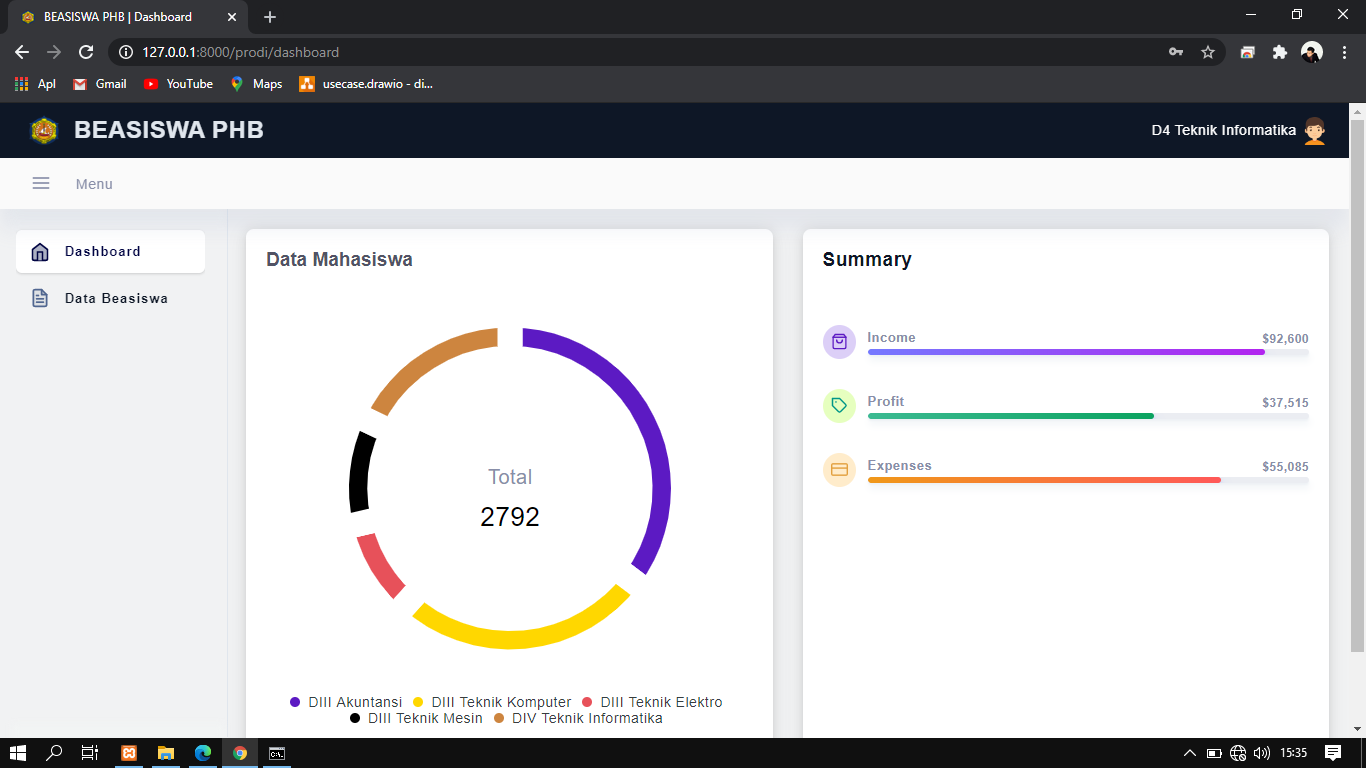 BEASISWA PHB | Dashboard
127.0.0.1:8000/prodi/dashboard
Apl Gmail YouTube Maps usecase.drawio - di...
BEASISWA PHB
D4 Teknik Informatika
Menu
Dashboard
Data Beasiswa
Data Mahasiswa
Total
2792
DIII Akuntansi DIII Teknik Komputer DIII Teknik Elektro
DIII Teknik Mesin DIV Teknik Informatika
Summary
Income $92,600
Profit $37,515
Expenses $55,085
15:35